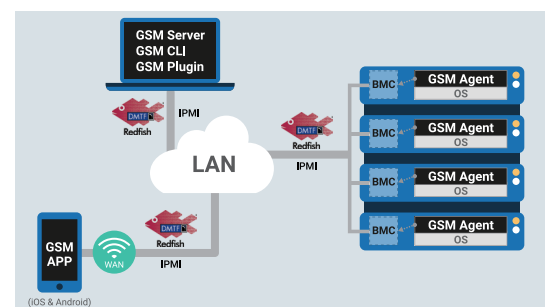 GSM Server
GSM CLI
GSM Plugin
DMTF
Redfish
IPMI
LAN
DMTF
Redfish
IPMI
BMC
GSM Agent
OS
BMC
GSM Agent
OS
BMC
GSM Agent
OS
BMC
GSM Agent
OS
GSM
APP
WAN
DMTF
Redfish
IPMI
(iOS & Android)